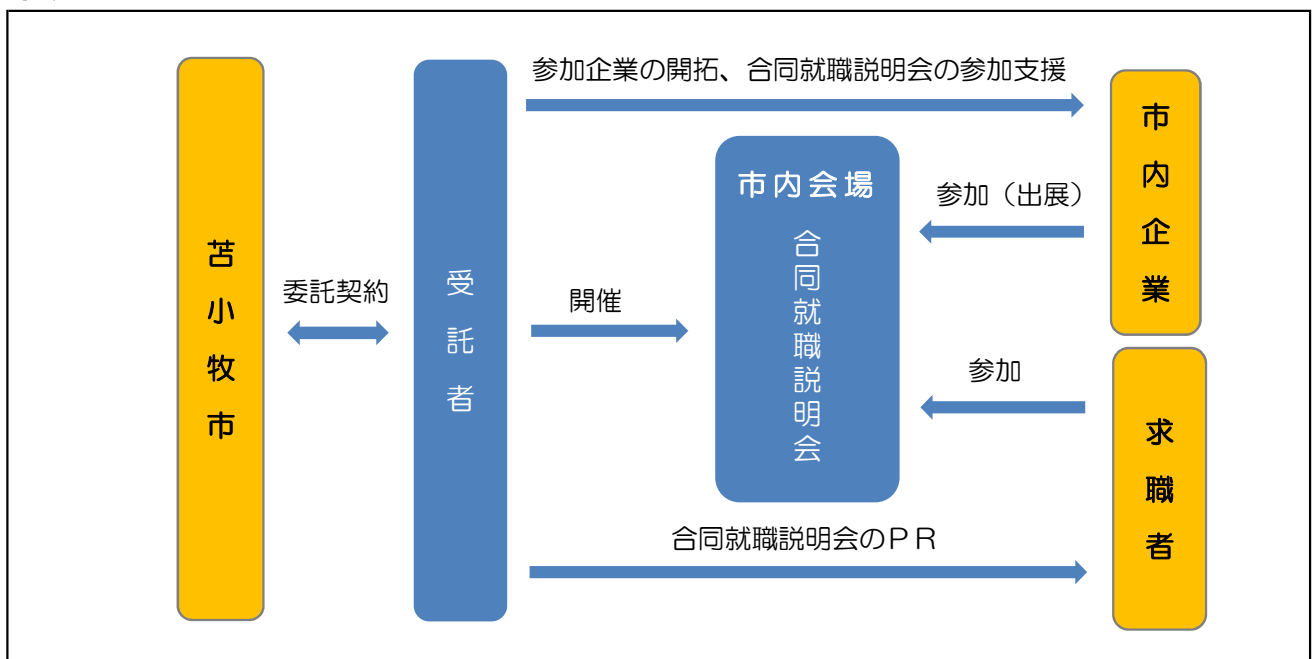 苫小牧市
委託契約
受託者
参加企業の開拓、合同就職説明会の参加支援
開催
市内会場
合同就職説明会
参加（出展）
参加
合同就職説明会のＰＲ
市内企業
求職者